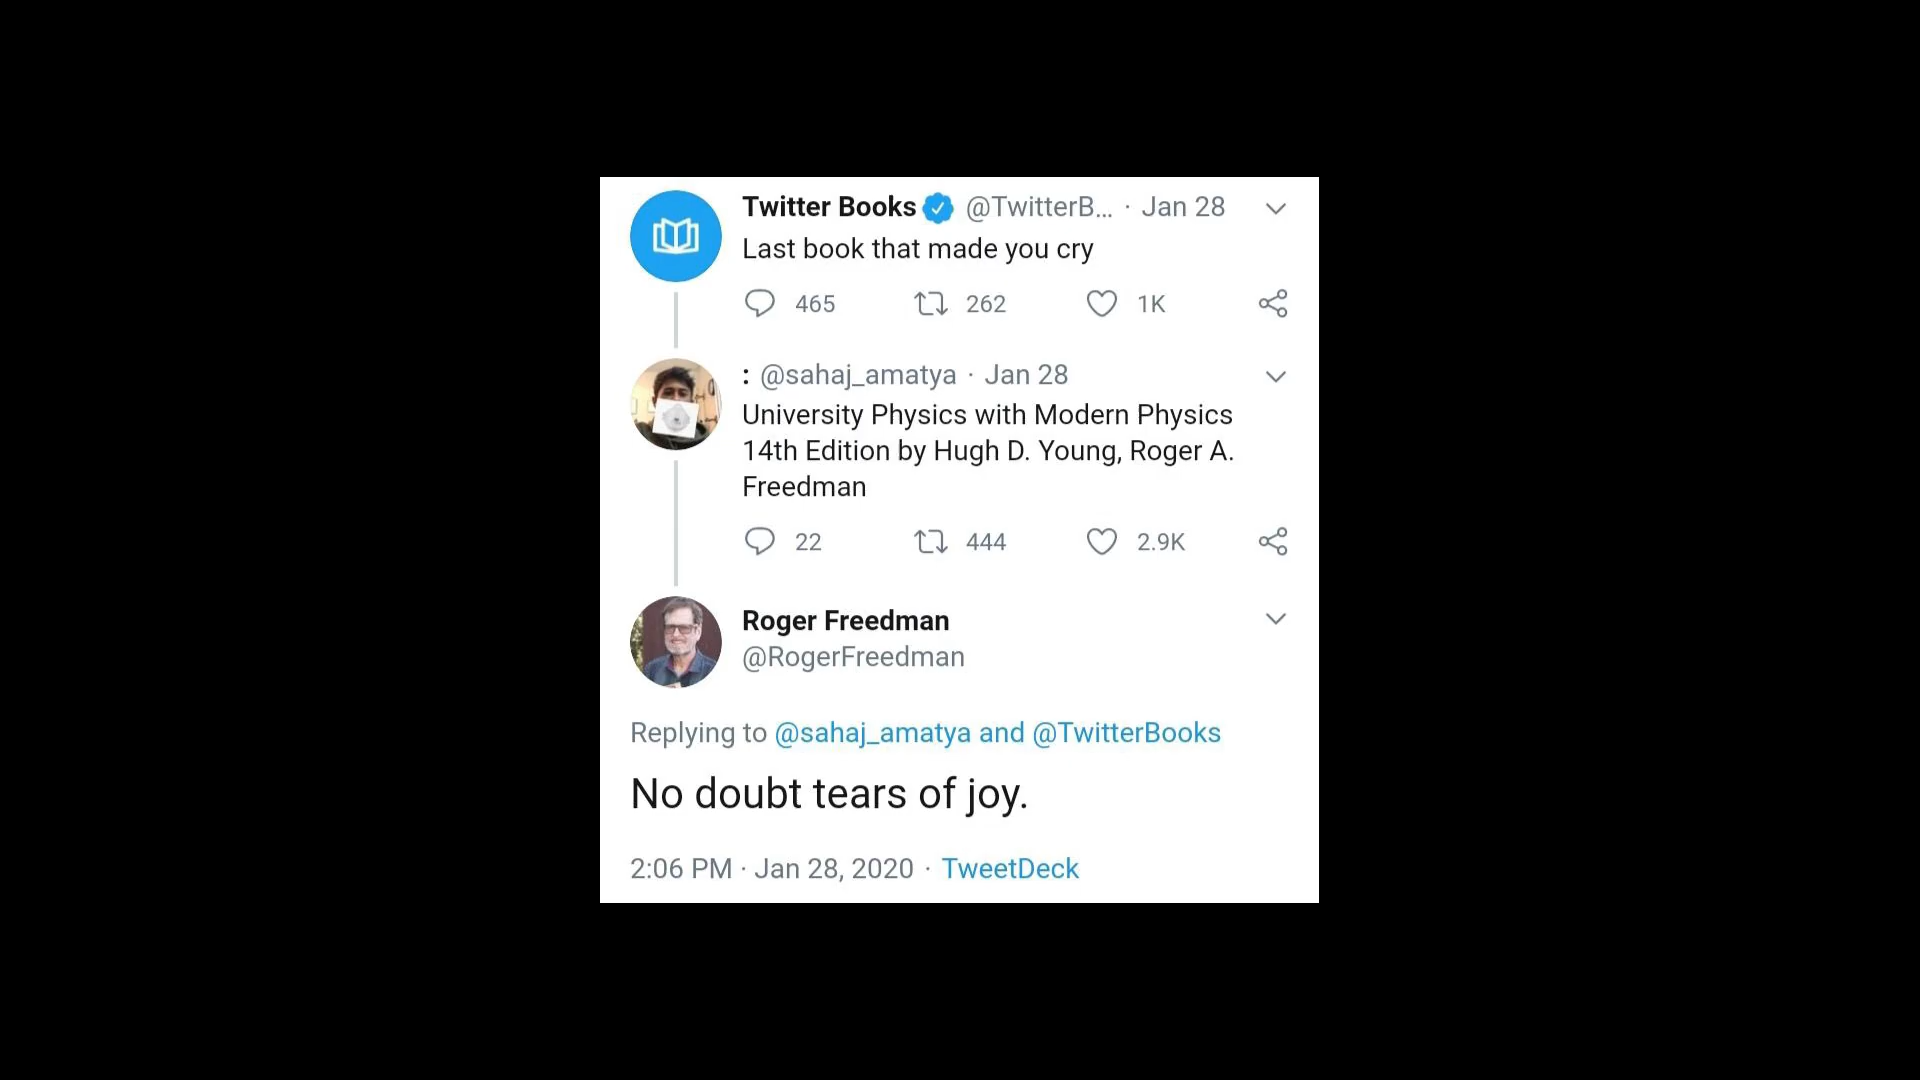 Twitter Books @TwitterB... · Jan 28
Last book that made you cry
465 262 1K
: @sahaj_amatya · Jan 28
University Physics with Modern Physics
14th Edition by Hugh D. Young, Roger A.
Freedman
22 444 2.9K
Roger Freedman
@RogerFreedman
Replying to @sahaj_amatya and @TwitterBooks
No doubt tears of joy.
2:06 PM · Jan 28, 2020 · TweetDeck